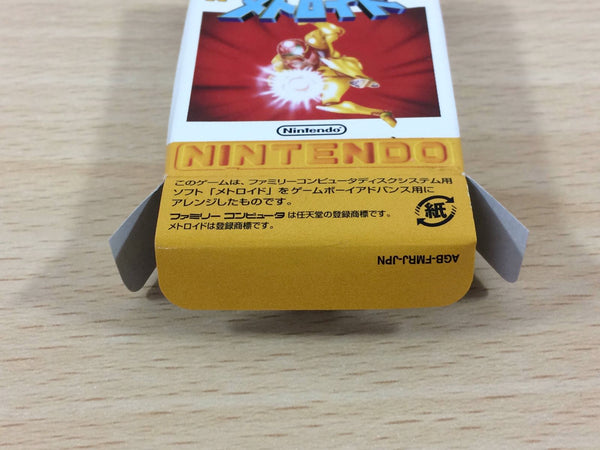 メトロイド
Nintendo
NINTENDO
このゲームは、ファミリーコンピュータディスクシステム用
ソフト「メトロイド」をゲームボーイアドバンス用に
アレンジしたものです。
ファミリー コンピュータ は任天堂の登録商標です。
メトロイドは登録商標です。
紙
AGB-FMRJ-JPN